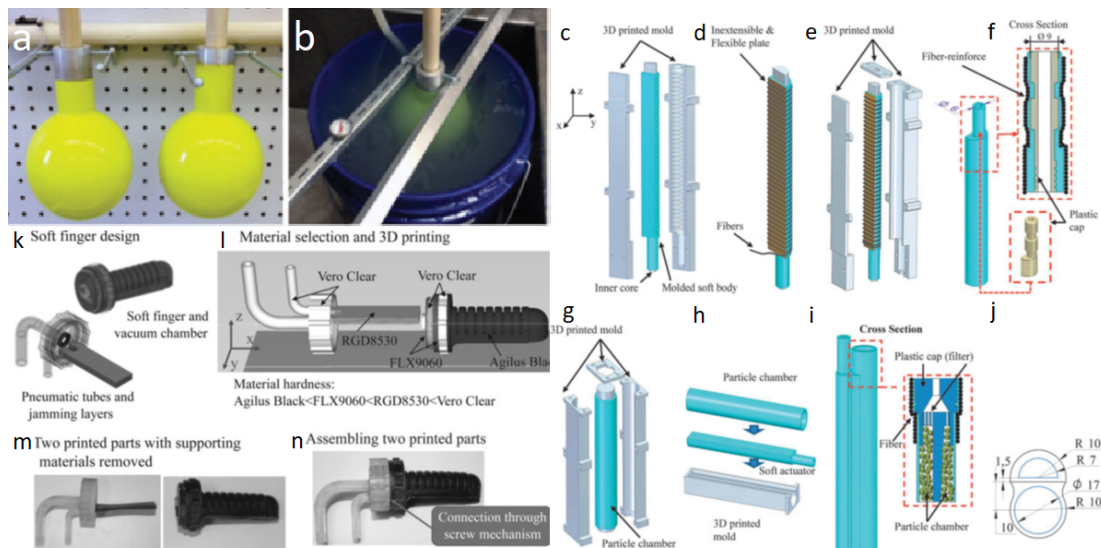 a
b
c
3D printed mold
z
x
y
Inner core
Molded soft body
d
Inextensible &
Flexible plate
Fibers
e
3D printed mold
f
Cross Section
Ø 9
Fiber-reinforce
Ø 6
Plastic
cap
k
Soft finger design
Soft finger and
vacuum chamber
Pneumatic tubes and
jamming layers
l
Material selection and 3D printing
Vero Clear
Vero Clear
z
x
y
RGD8530
FLX9060
Agilus Black
Material hardness:
Agilus Black<FLX9060<RGD8530<Vero Clear
g
3D printed mold
Particle chamber
h
Particle chamber
Soft actuator
3D printed
mold
i
Cross Section
Plastic cap (filter)
Fiber
Particle chamber
j
R 10
R 7
1,5
ϕ 17
R 10
10
m
Two printed parts with supporting
materials removed
n
Assembling two printed parts
Connection through
screw mechanism